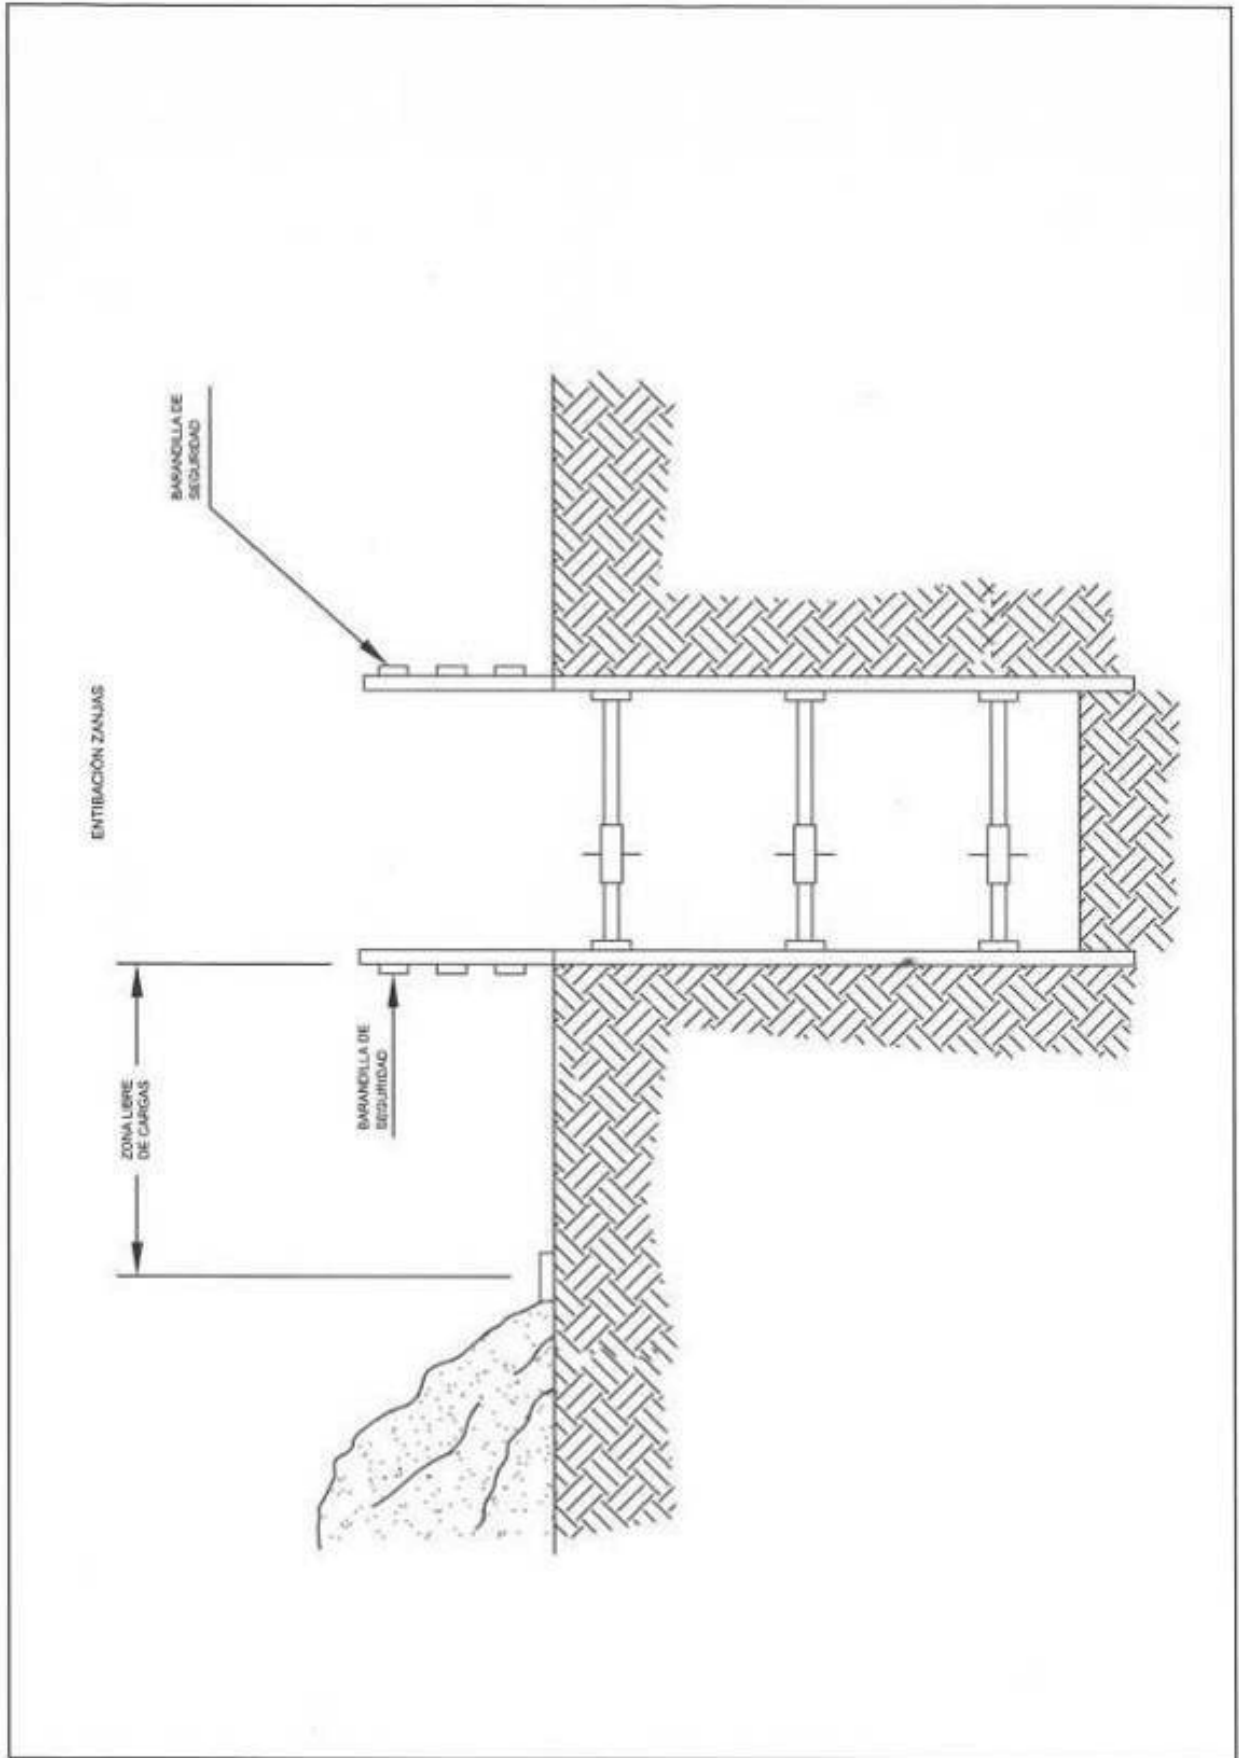 ENTIBACIÓN ZANJAS
ZONA LIBRE
DE CARGAS
BARANDILLA DE
SEGURIDAD
BARANDILLA DE
SEGURIDAD